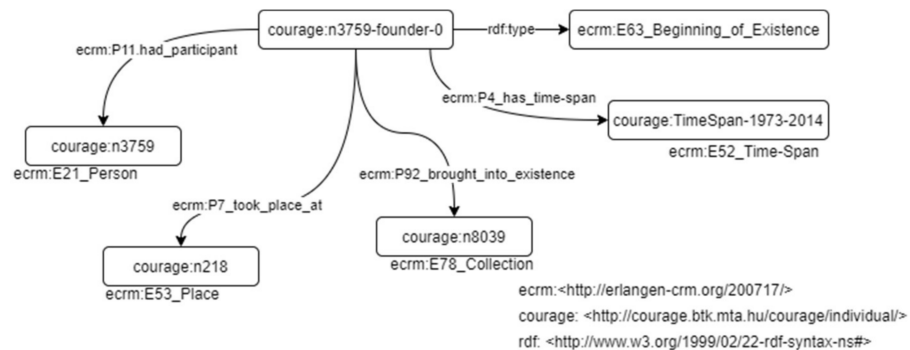 courage:n3759-founder-0
rdf:type
ecrm:E63_Beginning_of_Existence
ecrm:P11.had_participant
ecrm:P4_has_time-span
courage:TimeSpan-1973-2014
ecrm:E52_Time-Span
courage:n3759
ecrm:E21_Person
ecrm:P92_brought_into_existence
ecrm:P7_took_place_at
courage:n8039
ecrm:E78_Collection
courage:n218
ecrm:E53_Place
ecrm:<http://erlangen-crm.org/200717/>
courage: <http://courage.btk.mta.hu/courage/individual/>
rdf: <http://www.w3.org/1999/02/22-rdf-syntax-ns#>